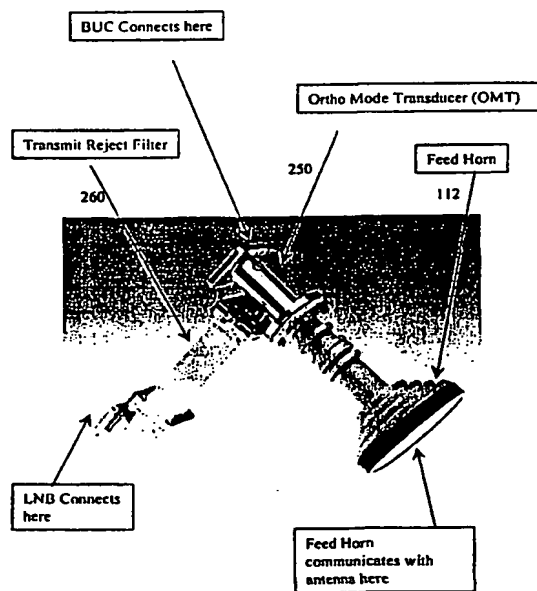 BUC Connects here
Ortho Mode Transducer (OMT)
Transmit Reject Filter
Feed Horn
250
260
112
LNB Connects
here
Feed Horn
communicates with
antenna here